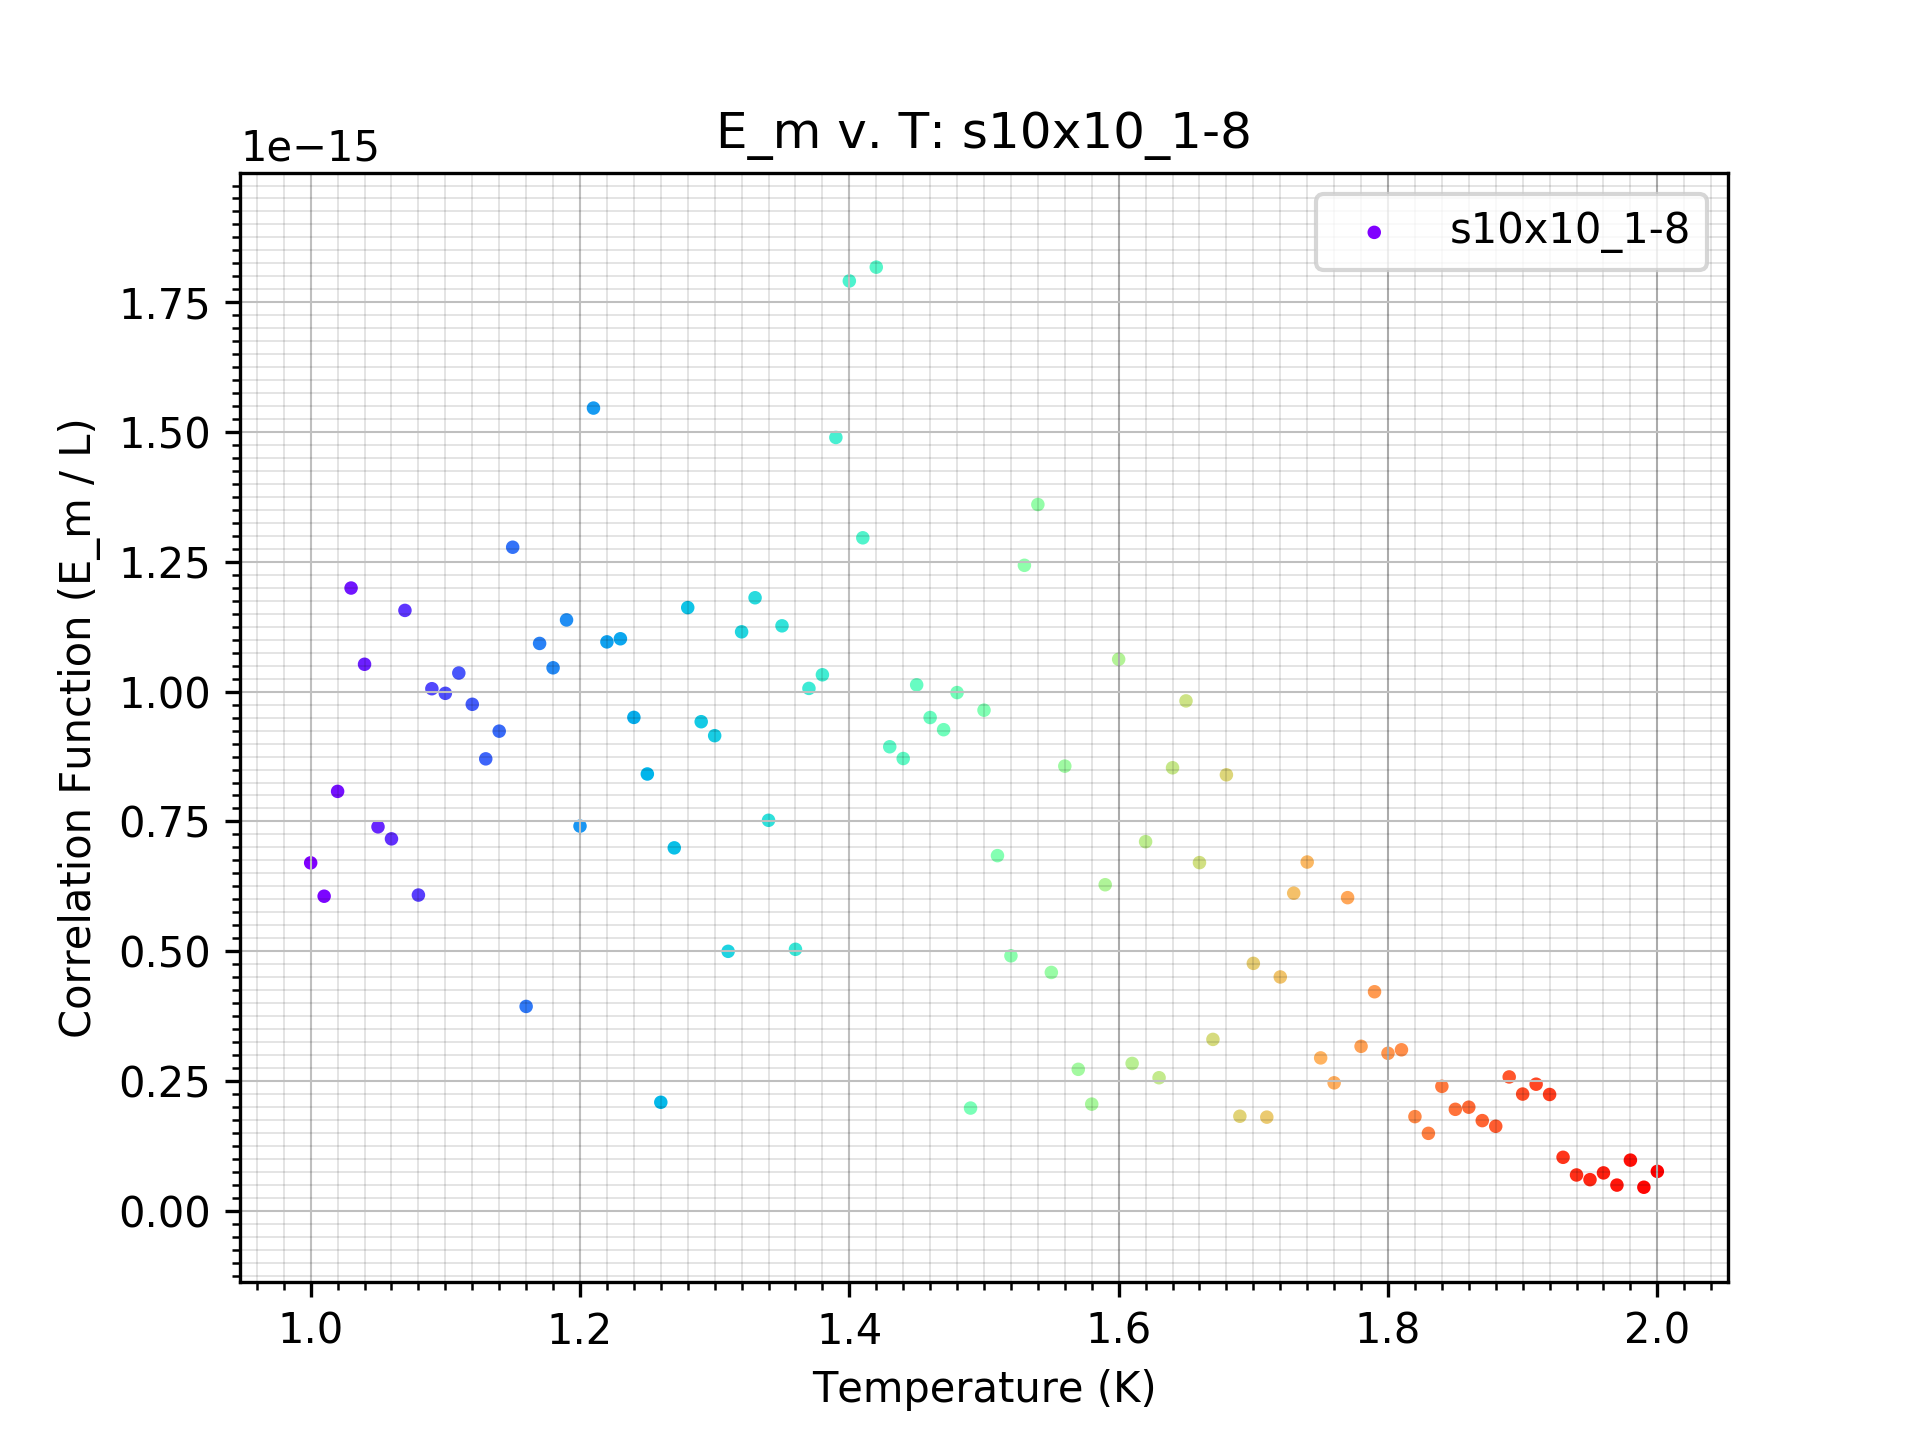 E_m v. T: s10x10_1-8
1e−15
s10x10_1-8
1.75
1.50
1.25
1.00
0.75
0.50
0.25
0.00
Correlation Function (E_m / L)
1.0 1.2 1.4 1.6 1.8 2.0
Temperature (K)